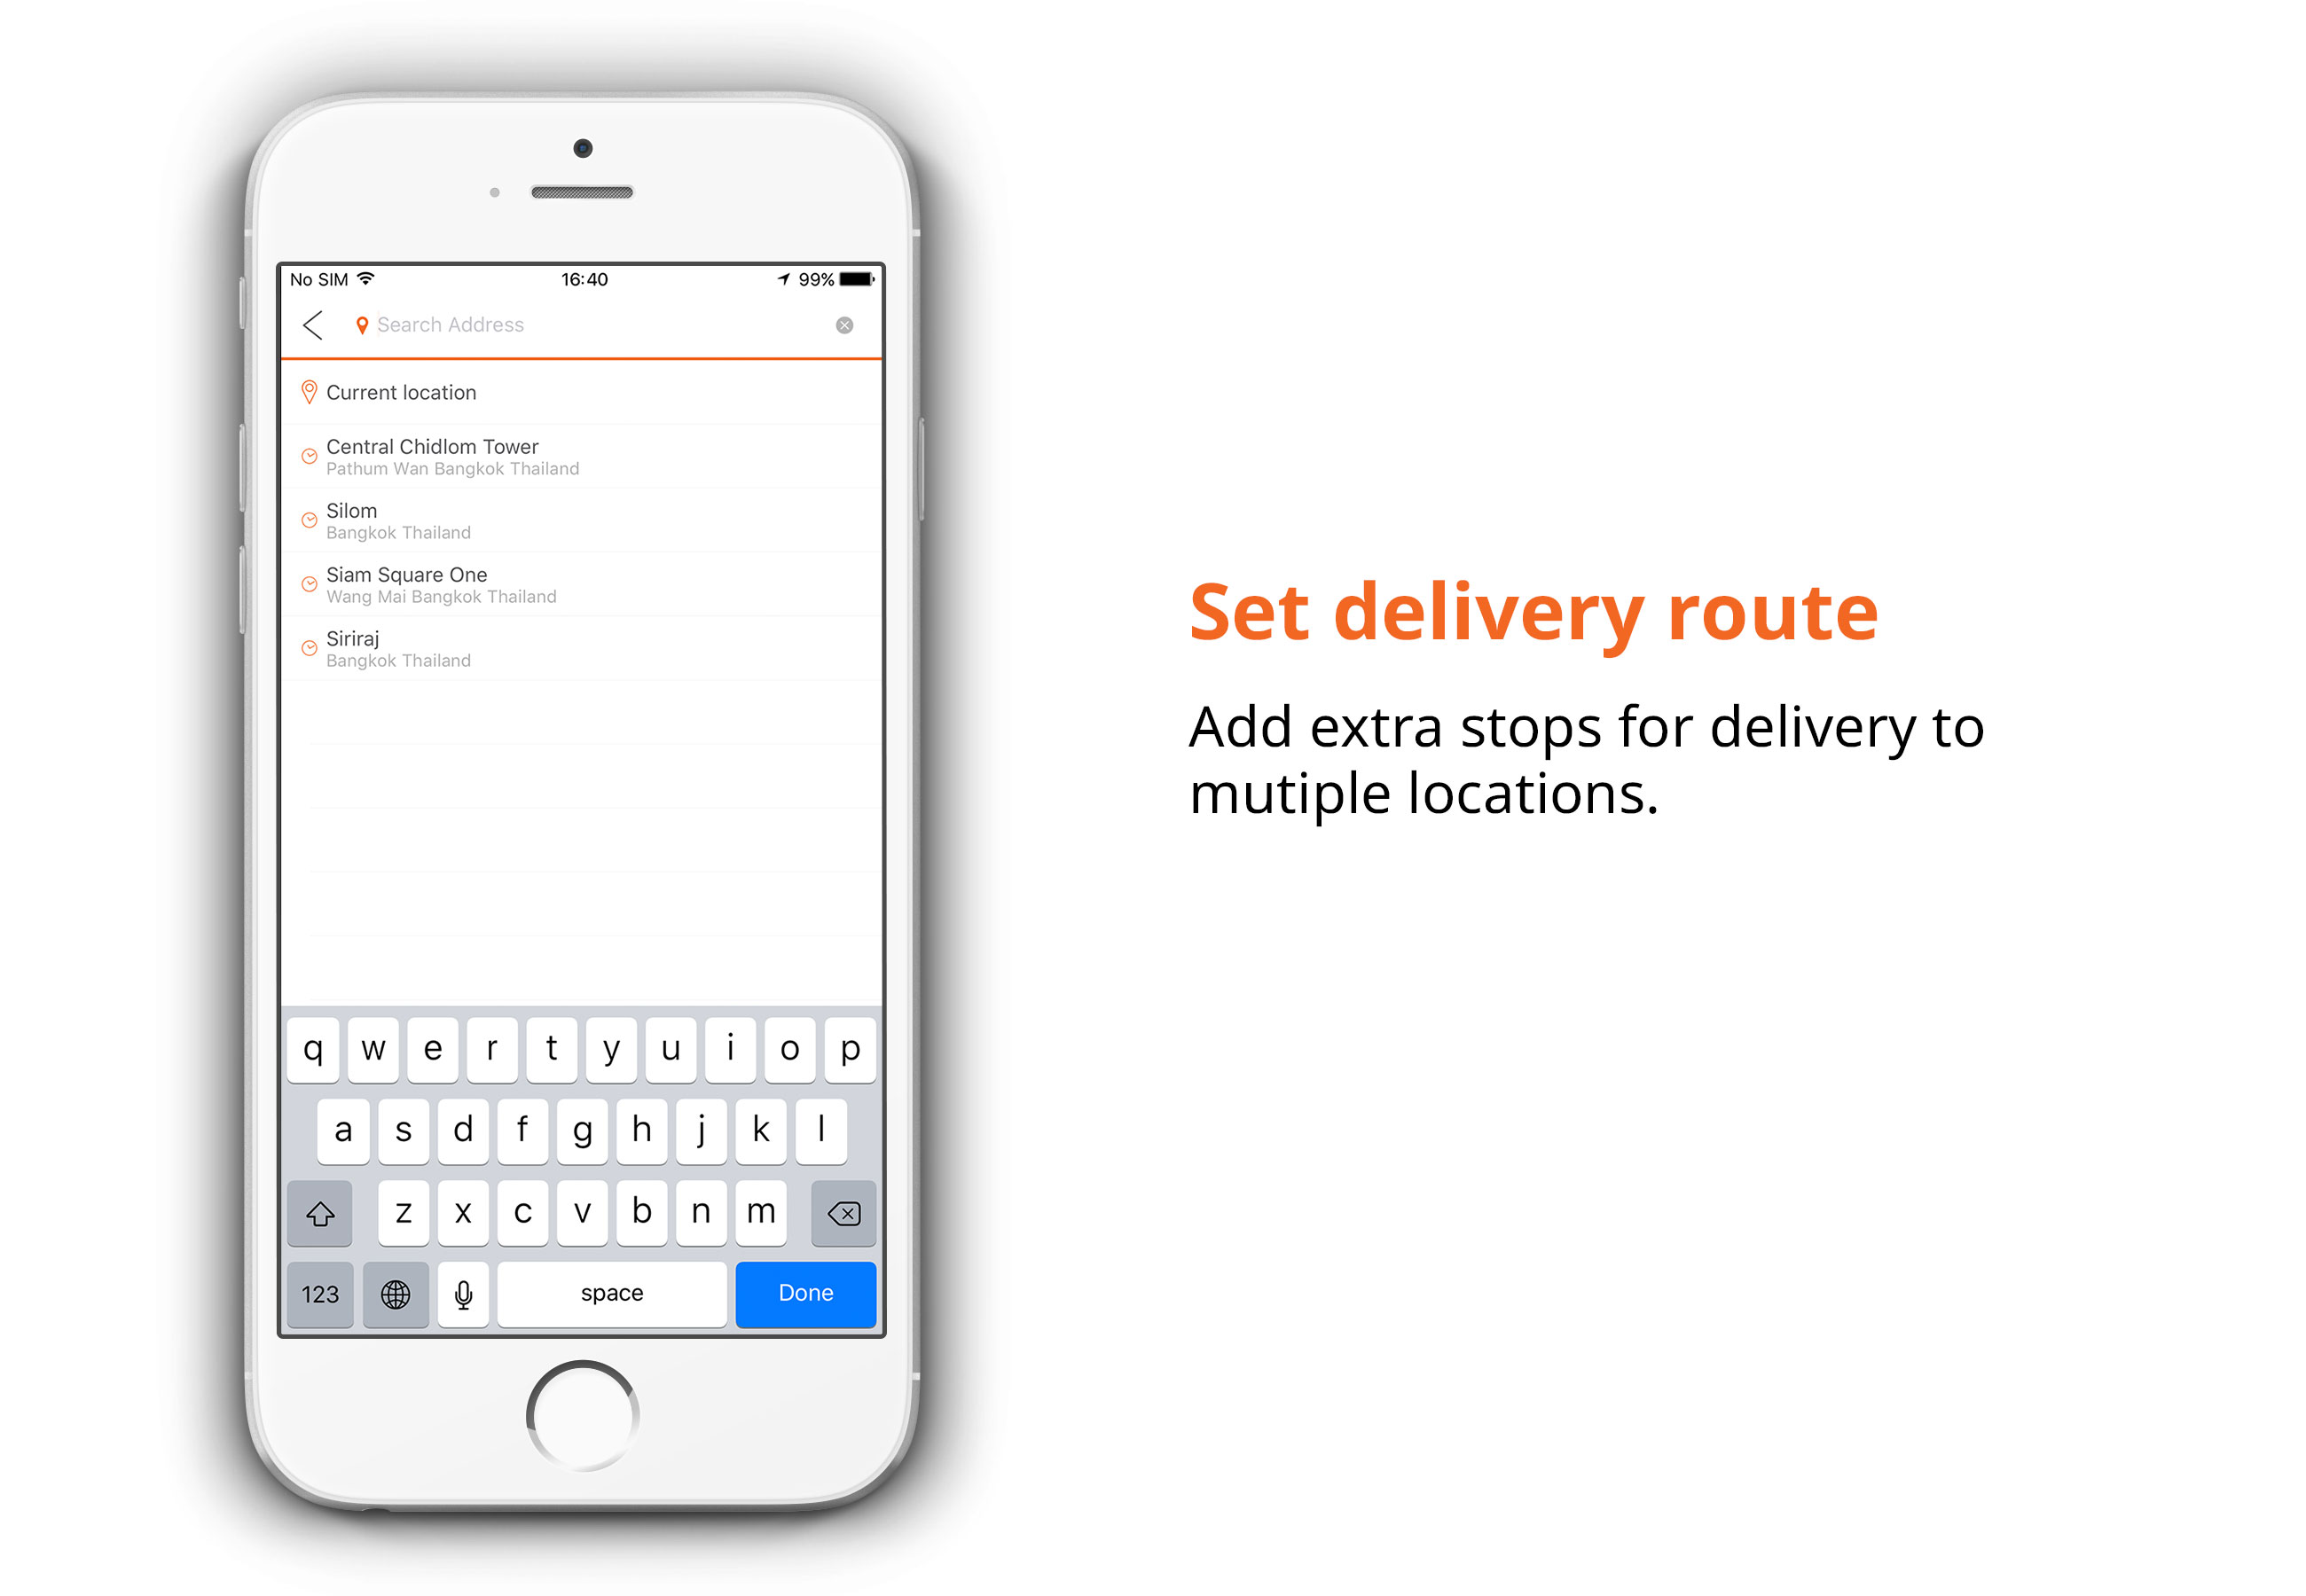 No SIM 16:40 99%
Search Address
Current location
Central Chidlom Tower
Pathum Wan Bangkok Thailand
Silom
Bangkok Thailand
Siam Square One
Wang Mai Bangkok Thailand
Siriraj
Bangkok Thailand
q w e r t y u i o p
a s d f g h j k l
z x c v b n m
123 space Done
Set delivery route
Add extra stops for delivery to
mutiple locations.